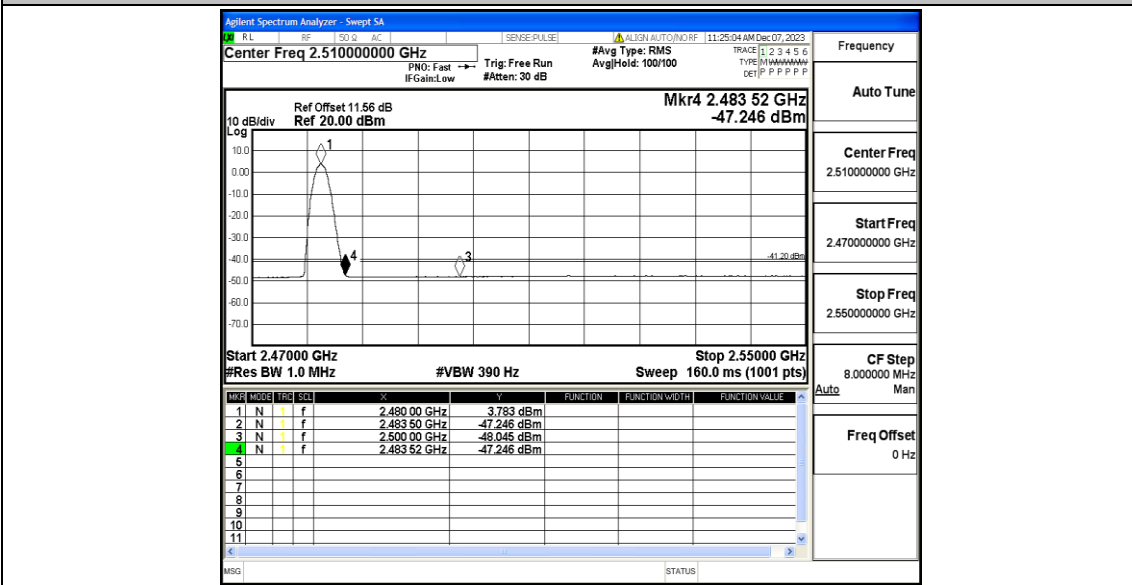 Agilent Spectrum Analyzer - Swept SA
RL RF 50 Ω AC SENSE:PULSE ALIGN AUTO/NO RF 11:25:04 AM Dec 07, 2023
Center Freq 2.510000000 GHz
PNO: Fast
IFGain:Low
Trig: Free Run
#Atten: 30 dB
#Avg Type: RMS
Avg|Hold: 100/100
TRACE 1 2 3 4 5 6
TYPE M WWWWW
DET P P P P P P
Frequency
Auto Tune
Center Freq
2.510000000 GHz
Start Freq
2.470000000 GHz
Stop Freq
2.550000000 GHz
CF Step
8.000000 MHz
Auto Man
Freq Offset
0 Hz
Mkr4 2.483 52 GHz
-47.246 dBm
Ref Offset 11.56 dB
10 dB/div Ref 20.00 dBm
Log
10.0
0.00
-10.0
-20.0
-30.0
-40.0
-50.0
-60.0
-70.0
1
4
3
-41.20 dBm
Start 2.47000 GHz Stop 2.55000 GHz
#Res BW 1.0 MHz #VBW 390 Hz Sweep 160.0 ms (1001 pts)
MKR MODE TRC SCL X Y FUNCTION FUNCTION WIDTH FUNCTION VALUE
1 N 1 f 2.480 00 GHz 3.783 dBm
2 N 1 f 2.483 50 GHz -47.246 dBm
3 N 1 f 2.500 00 GHz -48.045 dBm
4 N 1 f 2.483 52 GHz -47.246 dBm
5
6
7
8
9
10
11
MSG STATUS